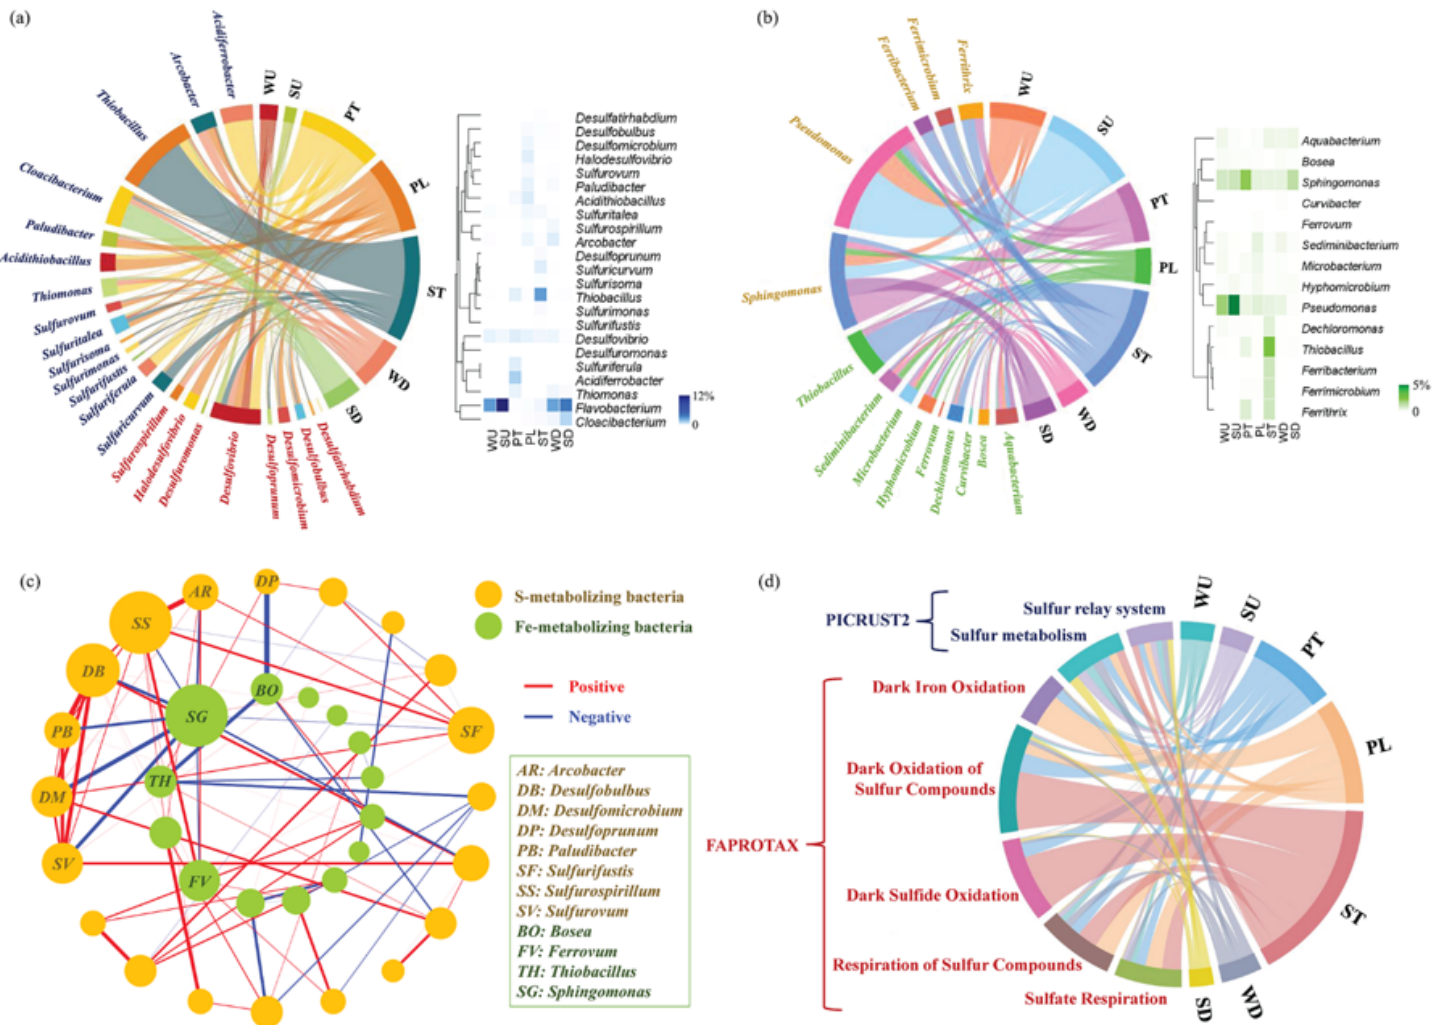 (a)
Acidiferrobacter
Arcobacter
Thiobacillus
Cloacibacterium
Paludibacter
Acidithiobacillus
Thiomonas
Sulfurovum
Sulfuritalea
Sulfurisoma
Sulfurimonas
Sulfurifustis
Sulfuriferula
Sulfuricurvum
Sulfurospirillum
Halodesulfovibrio
Desulfuromonas
Desulfovibrio
Desulfoprunum
Desulfomicrobium
Desulfobulbus
Desulfatirhabdium
WU
SU
PT
PL
ST
WD
SD
Desulfatirhabdium
Desulfobulbus
Desulfomicrobium
Halodesulfovibrio
Sulfurovum
Paludibacter
Acidithiobacillus
Sulfuritalea
Sulfurospirillum
Arcobacter
Desulfoprunum
Sulfuricurvum
Sulfurisoma
Thiobacillus
Sulfurimonas
Sulfurifustis
Desulfovibrio
Desulfuromonas
Sulfuriferula
Acidiferrobacter
Thiomonas
Flavobacterium
Cloacibacterium
WU
SU
PT
PL
ST
WD
SD
12%
0
(b)
Ferrithrix
Ferrimicrobium
Ferribacterium
Pseudomonas
Sphingomonas
Thiobacillus
Sediminibacterium
Microbacterium
Hyphomicrobium
Ferrovum
Dechloromonas
Curvibacter
Bosea
Aquabacterium
WU
SU
PT
PL
ST
WD
SD
Aquabacterium
Bosea
Sphingomonas
Curvibacter
Ferrovum
Sediminibacterium
Microbacterium
Hyphomicrobium
Pseudomonas
Dechloromonas
Thiobacillus
Ferribacterium
Ferrimicrobium
Ferrithrix
WU
SU
PT
PL
ST
WD
SD
5%
0
(c)
AR
DP
SS
DB
PB
DM
SV
SG
BO
TH
FV
SF
S-metabolizing bacteria
Fe-metabolizing bacteria
Positive
Negative
AR: Arcobacter
DB: Desulfobulbus
DM: Desulfomicrobium
DP: Desulfoprunum
PB: Paludibacter
SF: Sulfurifustis
SS: Sulfurospirillum
SV: Sulfurovum
BO: Bosea
FV: Ferrovum
TH: Thiobacillus
SG: Sphingomonas
(d)
PICRUST2
Sulfur relay system
Sulfur metabolism
FAPROTAX
Dark Iron Oxidation
Dark Oxidation of
Sulfur Compounds
Dark Sulfide Oxidation
Respiration of Sulfur Compounds
Sulfate Respiration
WU
SU
PT
PL
ST
WD
SD